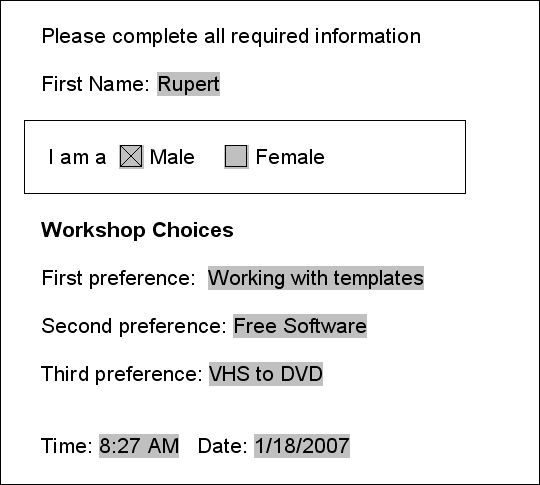 Please complete all required information
First Name: Rupert
I am a Male Female
Workshop Choices
First preference: Working with templates
Second preference: Free Software
Third preference: VHS to DVD
Time: 8:27 AM Date: 1/18/2007